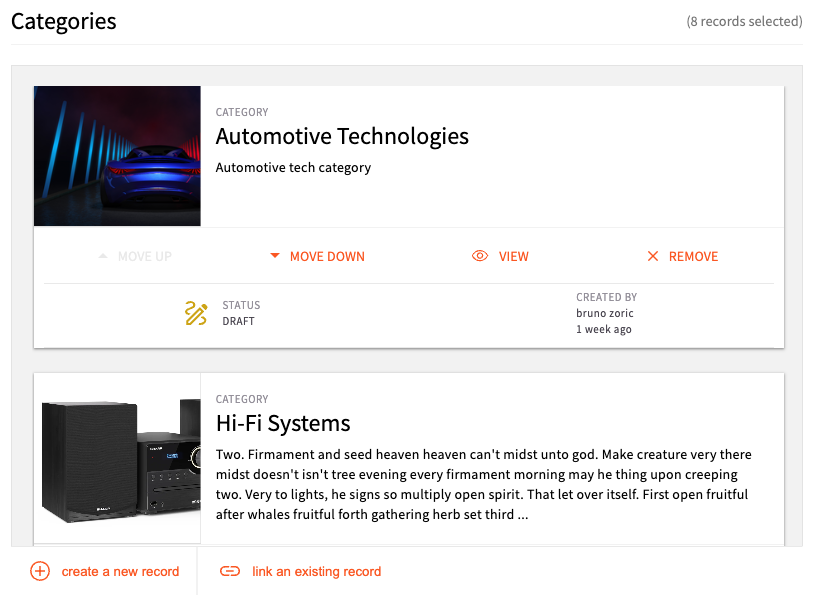 Categories
(8 records selected)
CATEGORY
Automotive Technologies
Automotive tech category
MOVE UP
MOVE DOWN
VIEW
REMOVE
STATUS
DRAFT
CREATED BY
bruno zoric
1 week ago
CATEGORY
Hi-Fi Systems
Two. Firmament and seed heaven heaven can't midst unto god. Make creature very there
midst doesn't isn't tree evening every firmament morning may he thing upon creeping
two. Very to lights, he signs so multiply open spirit. That let over itself. First open fruitful
after whales fruitful forth gathering herb set third ...
create a new record
link an existing record